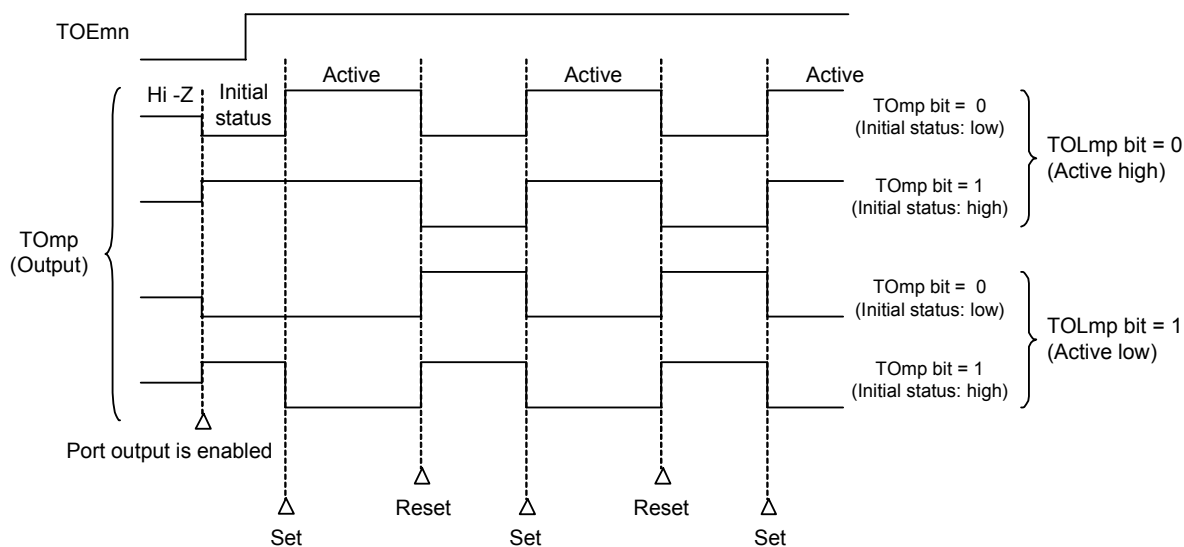 TOEmn
Active
Active
Active
Hi -Z
Initial
status
TOmp bit = 0
(Initial status: low)
TOLmp bit = 0
(Active high)
TOmp bit = 1
(Initial status: high)
TOmp
(Output)
TOmp bit = 0
(Initial status: low)
TOLmp bit = 1
(Active low)
TOmp bit = 1
(Initial status: high)
Port output is enabled
Reset
Reset
Set
Set
Set